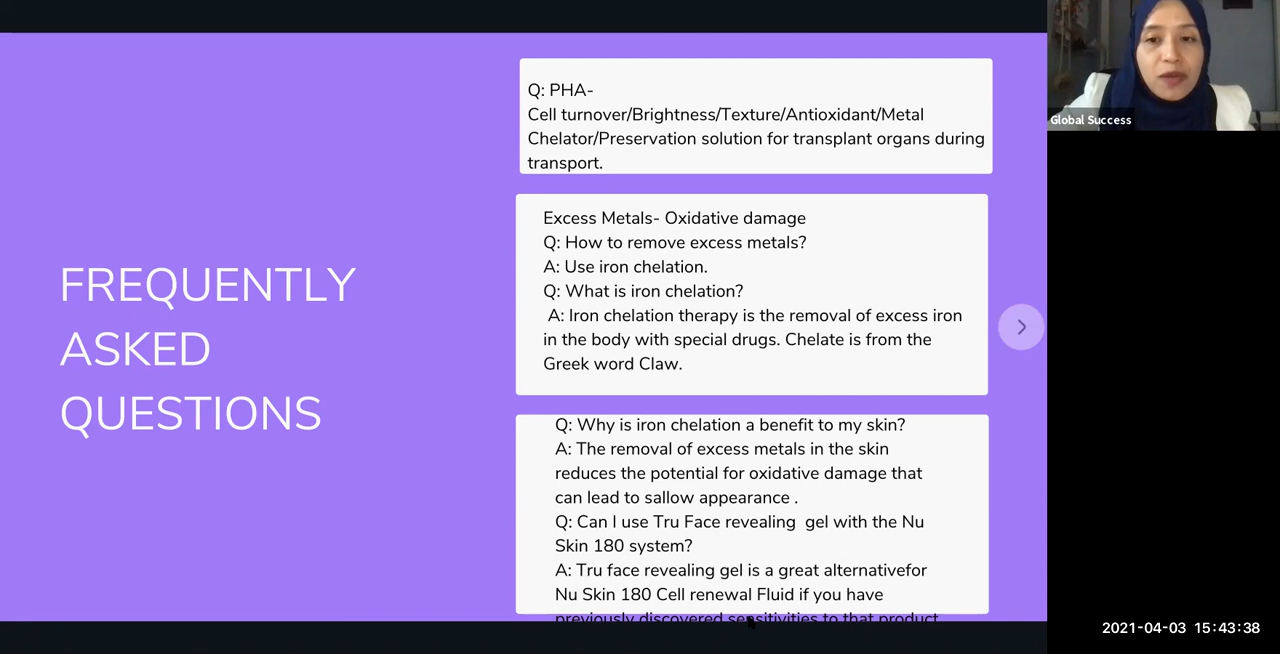 FREQUENTLY
ASKED
QUESTIONS
Q: PHA-
Cell turnover/Brightness/Texture/Antioxidant/Metal
Chelator/Preservation solution for transplant organs during
transport.
Excess Metals- Oxidative damage
Q: How to remove excess metals?
A: Use iron chelation.
Q: What is iron chelation?
A: Iron chelation therapy is the removal of excess iron
in the body with special drugs. Chelate is from the
Greek word Claw.
Q: Why is iron chelation a benefit to my skin?
A: The removal of excess metals in the skin
reduces the potential for oxidative damage that
can lead to sallow appearance .
Q: Can I use Tru Face revealing  gel with the Nu
Skin 180 system?
A: Tru face revealing gel is a great alternativefor
Nu Skin 180 Cell renewal Fluid if you have
previously discovered sensitivities to that product
Global Success
2021-04-03 15:43:38